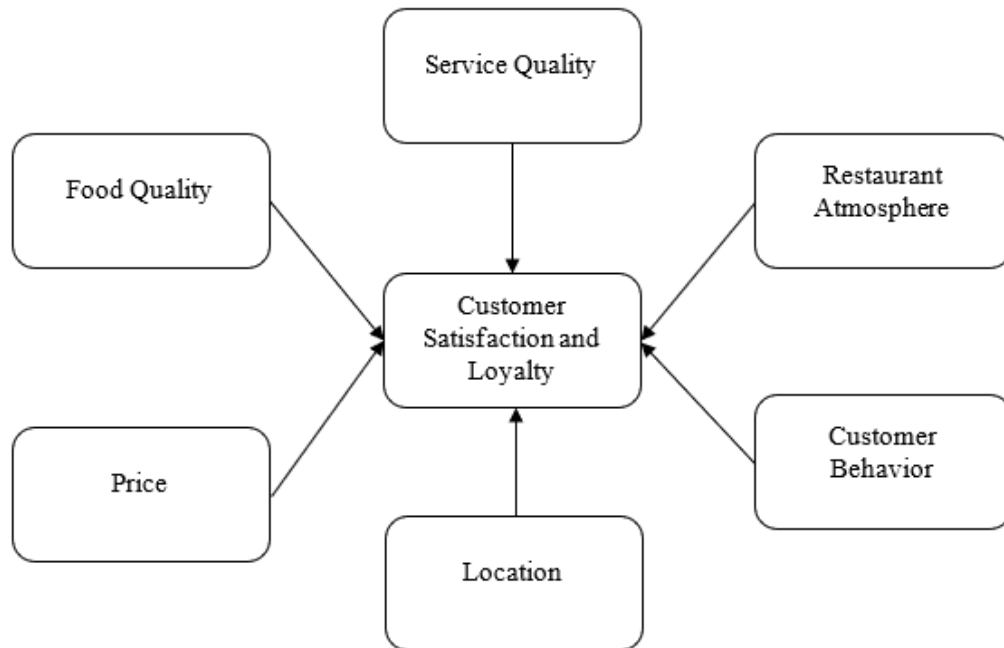 Service Quality
Food Quality
Restaurant
Atmosphere
Customer
Satisfaction and
Loyalty
Price
Customer
Behavior
Location